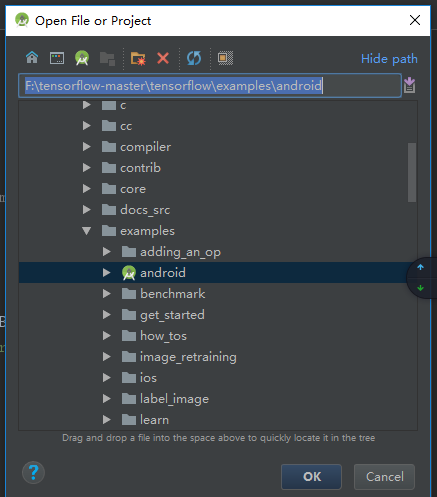 Open File or Project
Hide path
F:\tensorflow-master\tensorflow\examples\android
c
cc
compiler
contrib
core
docs_src
examples
adding_an_op
android
benchmark
get_started
how_tos
image_retraining
ios
label_image
learn
Drag and drop a file into the space above to quickly locate it in the tree
?
OK
Cancel